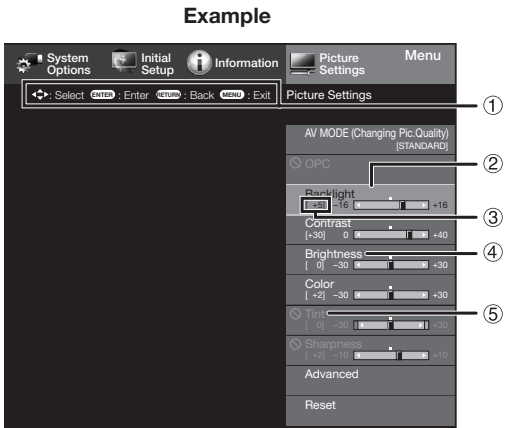 Example
System Options
Initial Setup
Information
Picture Settings
Menu
: Select ENTER : Enter RETURN : Back MENU : Exit
Picture Settings
①
AV MODE (Changing Pic.Quality)
[STANDARD]
OPC
②
Backlight
[ +5] −16 +16
③
Contrast
[+30] 0 +40
Brightness
④
[ 0] −30 +30
Color
[ +2] −30 +30
Tint
⑤
[ 0] −30 +30
Sharpness
[ +2] −10 +10
Advanced
Reset